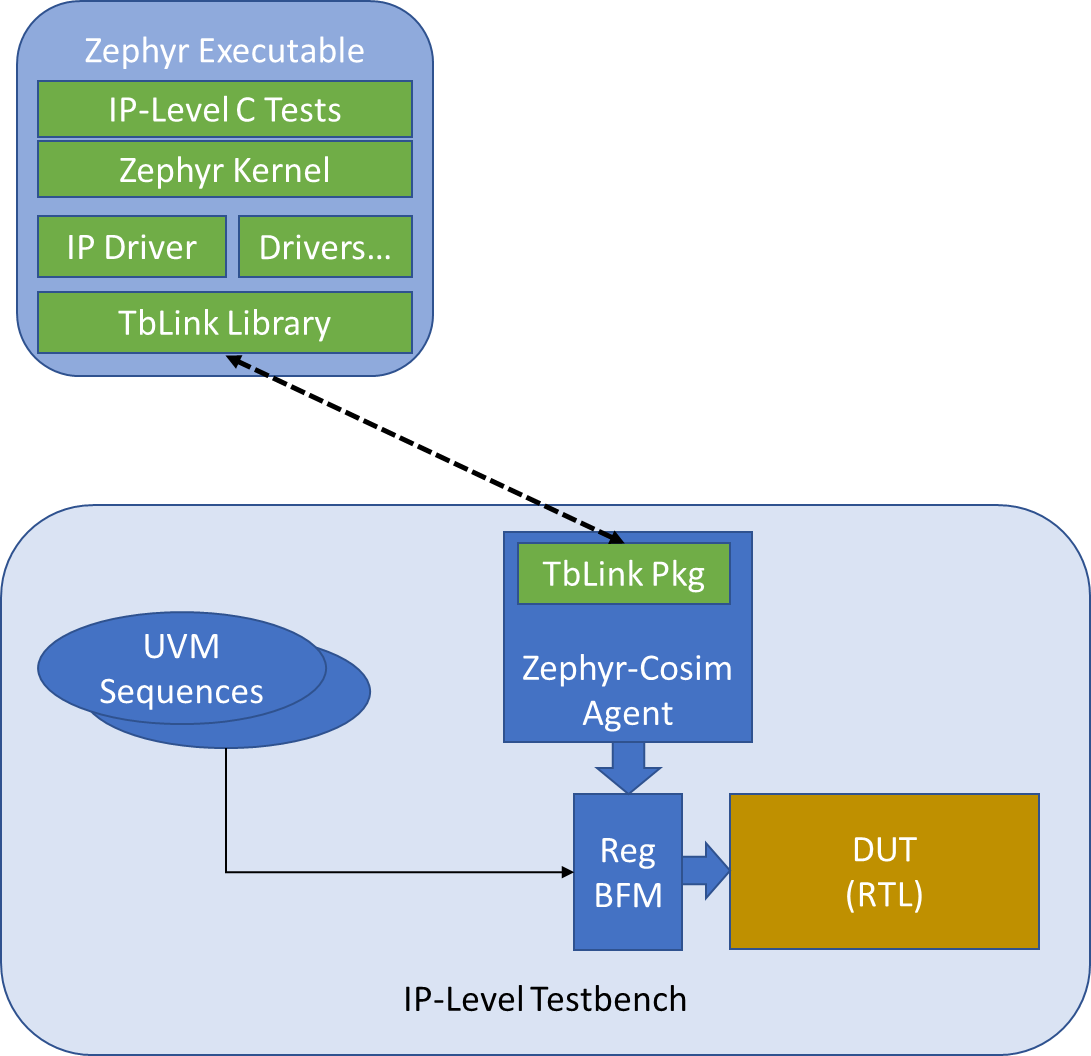 Zephyr Executable
IP-Level C Tests
Zephyr Kernel
IP Driver
Drivers...
TbLink Library
TbLink Pkg
Zephyr-Cosim
Agent
UVM
Sequences
Reg
BFM
DUT
(RTL)
IP-Level Testbench